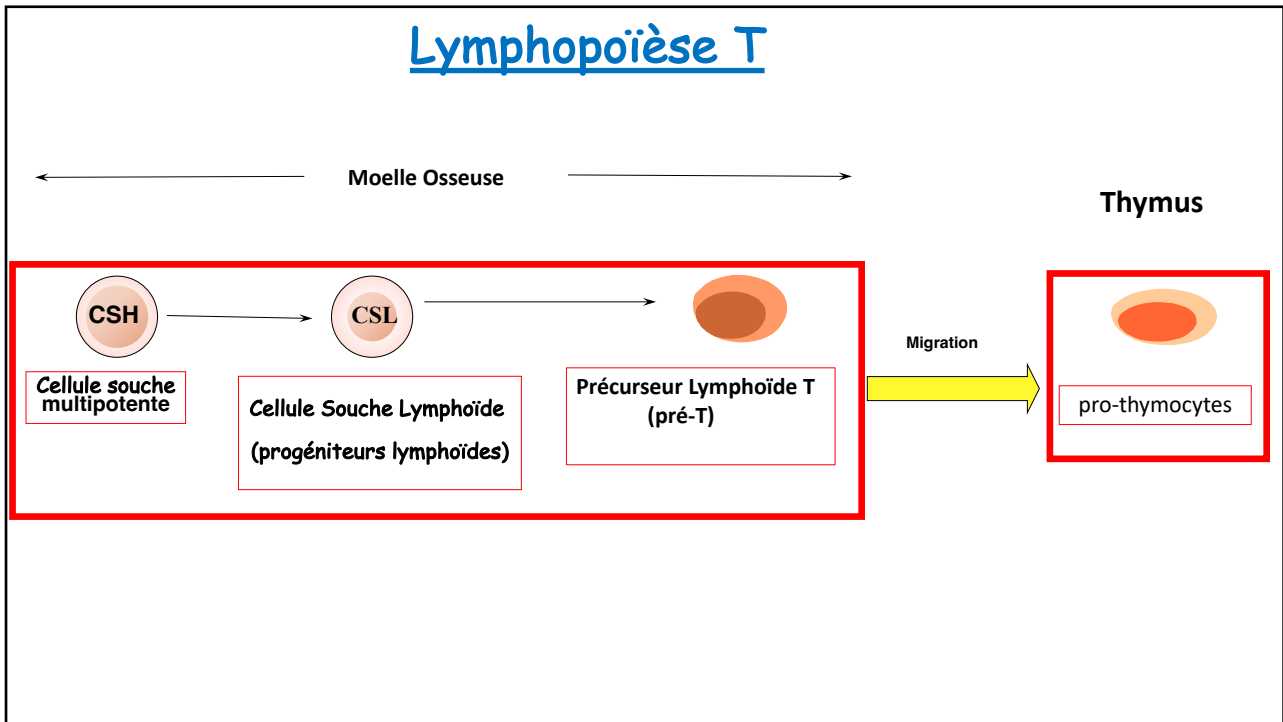 Lymphopoïèse T
Moelle Osseuse
Thymus
CSH
CSL
Migration
Cellule souche
multipotente
Cellule Souche Lymphoïde
(progéniteurs lymphoïdes)
Précurseur Lymphoïde T
(pré-T)
pro-thymocytes